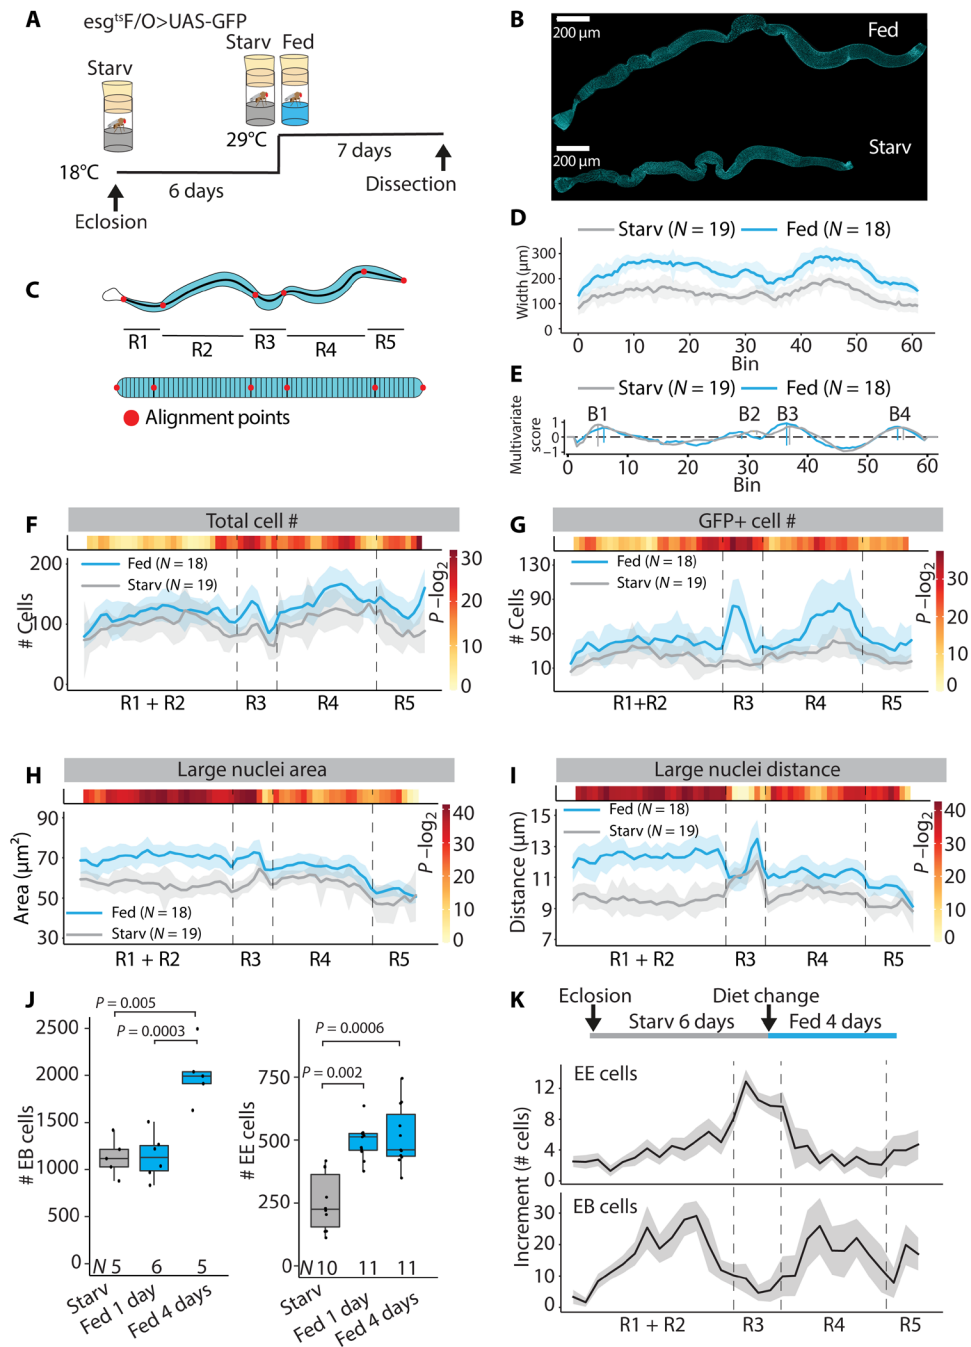 A
esg^ts F/O>UAS-GFP
Starv
Starv Fed
18°C
29°C
6 days
7 days
Eclosion
Dissection
B
200 µm
Fed
200 µm
Starv
C
R1 R2 R3 R4 R5
Alignment points
D
Starv (N = 19) Fed (N = 18)
Width (µm)
300
200
100
0
0 10 20 30 40 50 60
Bin
E
Starv (N = 19) Fed (N = 18)
Multivariate
score
1
0
−1
B1 B2 B3 B4
0 10 20 30 40 50 60
Bin
F
Total cell #
Fed (N = 18)
Starv (N = 19)
# Cells
200
100
0
R1 + R2 R3 R4 R5
P −log2
30
20
10
0
G
GFP+ cell #
Fed (N = 18)
Starv (N = 19)
# Cells
130
90
50
10
R1+R2 R3 R4 R5
P −log2
30
20
10
0
H
Large nuclei area
Area (µm²)
90
70
50
30
Fed (N = 18)
Starv (N = 19)
R1 + R2 R3 R4 R5
P −log2
40
30
20
10
0
I
Large nuclei distance
Fed (N = 18)
Starv (N = 19)
Distance (µm)
15
13
11
9
7
R1 + R2 R3 R4 R5
P −log2
40
30
20
10
0
J
P = 0.005
P = 0.0003
# EB cells
2500
2000
1500
1000
500
0
N 5 6 5
Starv
Fed 1 day
Fed 4 days
P = 0.0006
P = 0.002
# EE cells
750
500
250
0
N 10 11 11
Starv
Fed 1 day
Fed 4 days
K
Eclosion Diet change
Starv 6 days Fed 4 days
Increment (# cells)
EE cells
12
8
4
0
EB cells
30
20
10
0
R1 + R2 R3 R4 R5